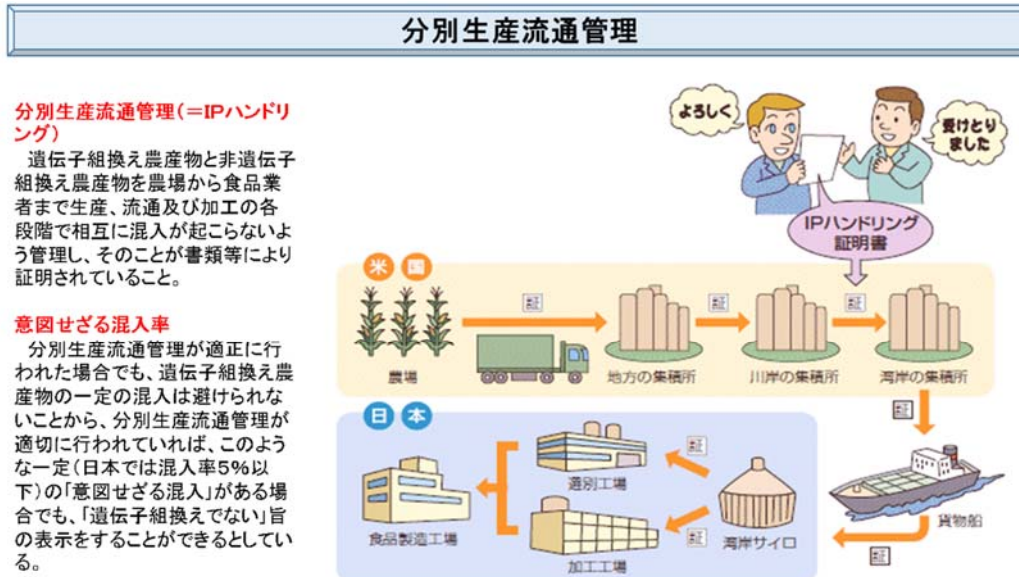 分別生産流通管理
分別生産流通管理(=IPハンドリ
ング)
遺伝子組換え農産物と非遺伝子
組換え農産物を農場から食品業
者まで生産、流通及び加工の各
段階で相互に混入が起こらないよ
う管理し、そのことが書類等により
証明されていること。
意図せざる混入率
分別生産流通管理が適正に行
われた場合でも、遺伝子組換え農
産物の一定の混入は避けられな
いことから、分別生産流通管理が
適切に行われていれば、このよう
な一定(日本では混入率5%以
下)の「意図せざる混入」がある場
合でも、「遺伝子組換えでない」旨
の表示をすることができるとしてい
る。
よろしく
受けとり
ました
IPハンドリング
証明書
米国
証
証
証
農場
地方の集積所
川岸の集積所
湾岸の集積所
証
日本
証
選別工場
食品製造工場
証
湾岸サイロ
加工工場
貨物船
証